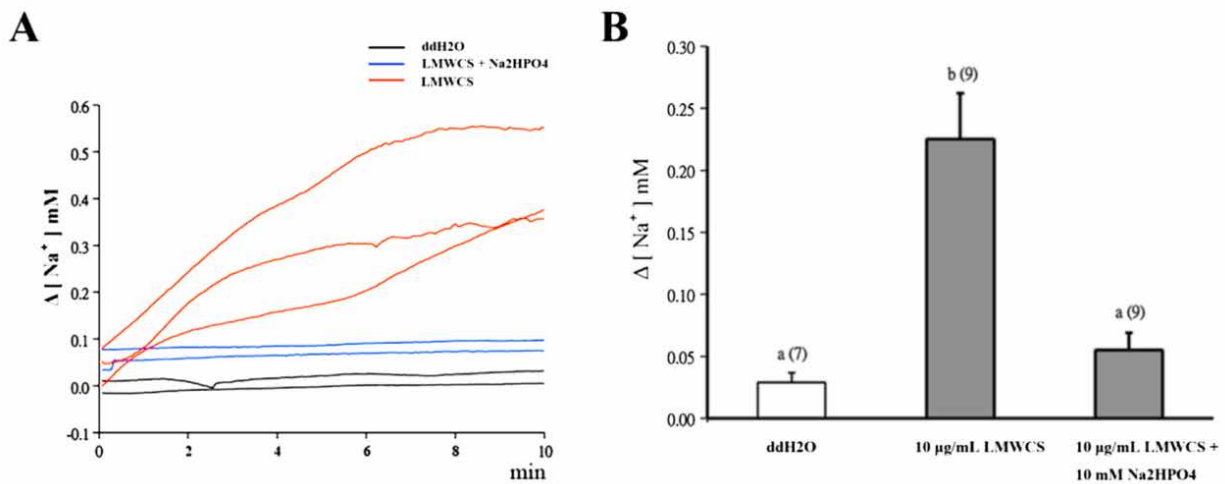 A
ddH2O
LMWCS + Na2HPO4
LMWCS
Δ [ Na⁺ ] mM
0.6
0.5
0.4
0.3
0.2
0.1
0.0
-0.1
0 2 4 6 8 10
min
B
Δ [ Na⁺ ] mM
0.30
0.25
0.20
0.15
0.10
0.05
0.00
a (7)
b (9)
a (9)
ddH2O
10 µg/mL LMWCS
10 µg/mL LMWCS +
10 mM Na2HPO4